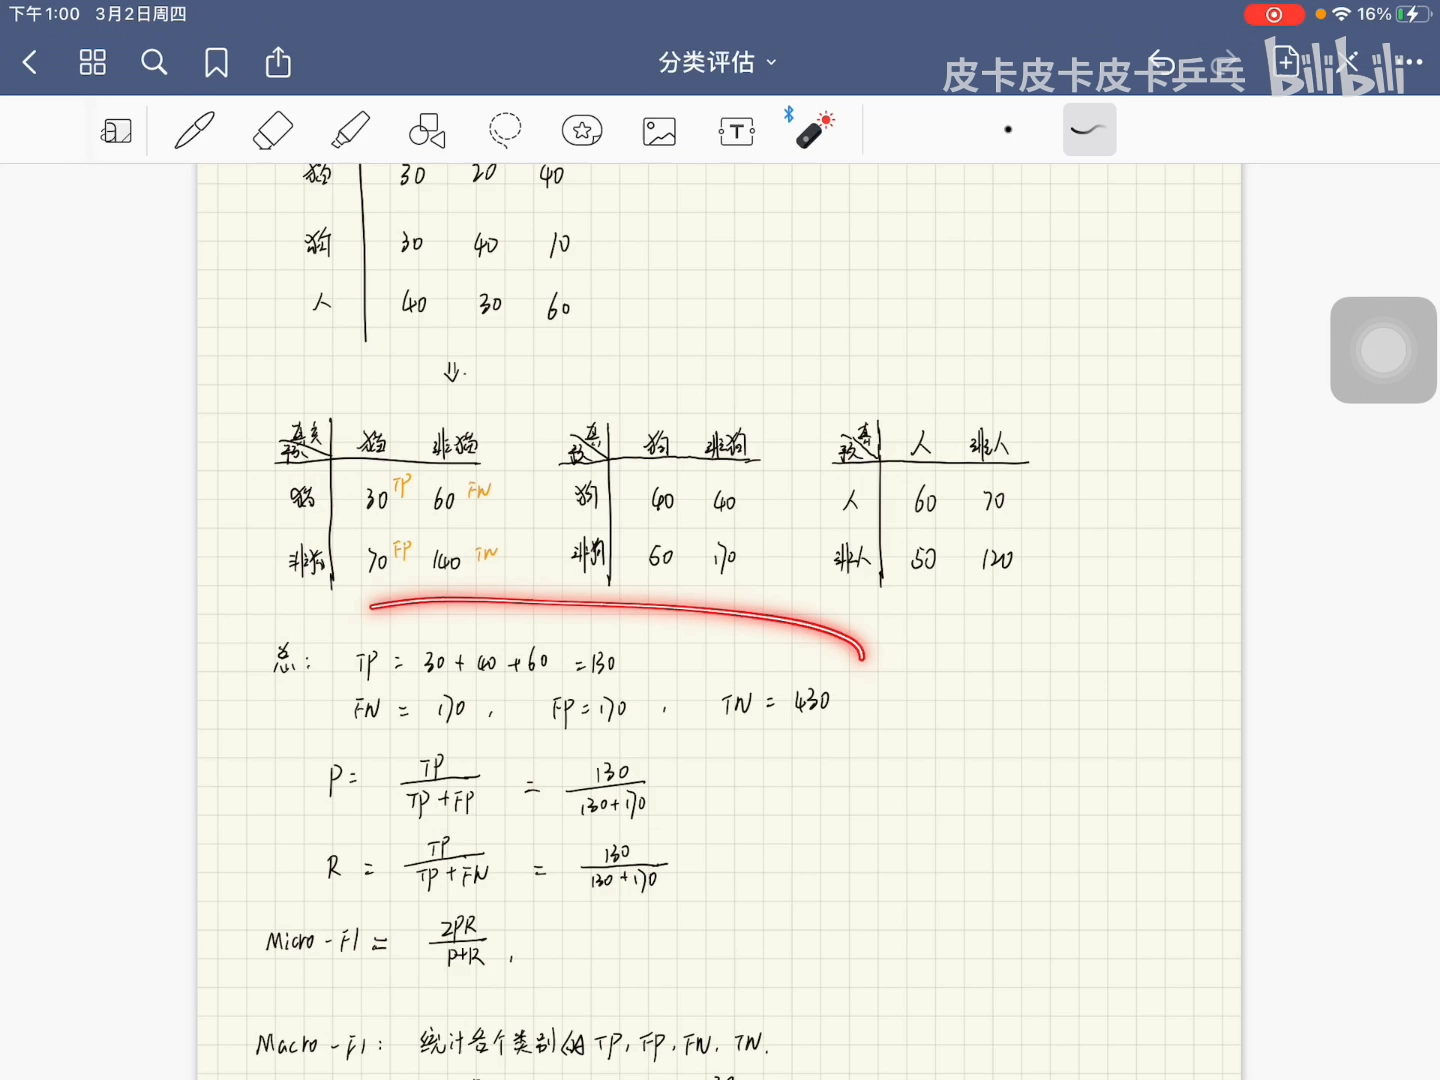 下午1:00 3月2日周四
16%
分类评估
皮卡皮卡皮卡乒乓 bilibili
猫 30 20 40
狗 30 40 10
人 40 30 60
真实 猫 非猫
预
猫 30 TP 60 FN
非猫 70 FP 140 TN
真 狗 非狗
预
狗 40 40
非狗 60 170
真 人 非人
预
人 60 70
非人 50 120
总: TP = 30 + 40 + 60 = 130
FN = 170 , FP = 170 , TN = 430
P = TP / TP + FP = 130 / 130 + 170
R = TP / TP + FN = 130 / 130 + 170
Micro - F1 = 2PR / P+R ,
Macro - F1: 统计各个类别的 TP, FP, FN, TN.